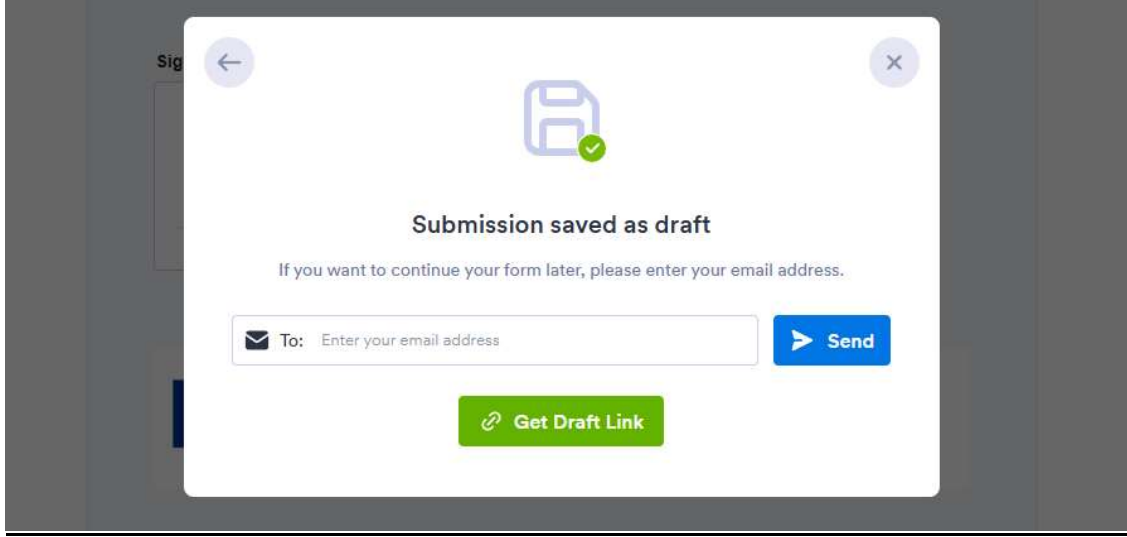 Sig
Submission saved as draft
If you want to continue your form later, please enter your email address.
To: Enter your email address
Send
Get Draft Link